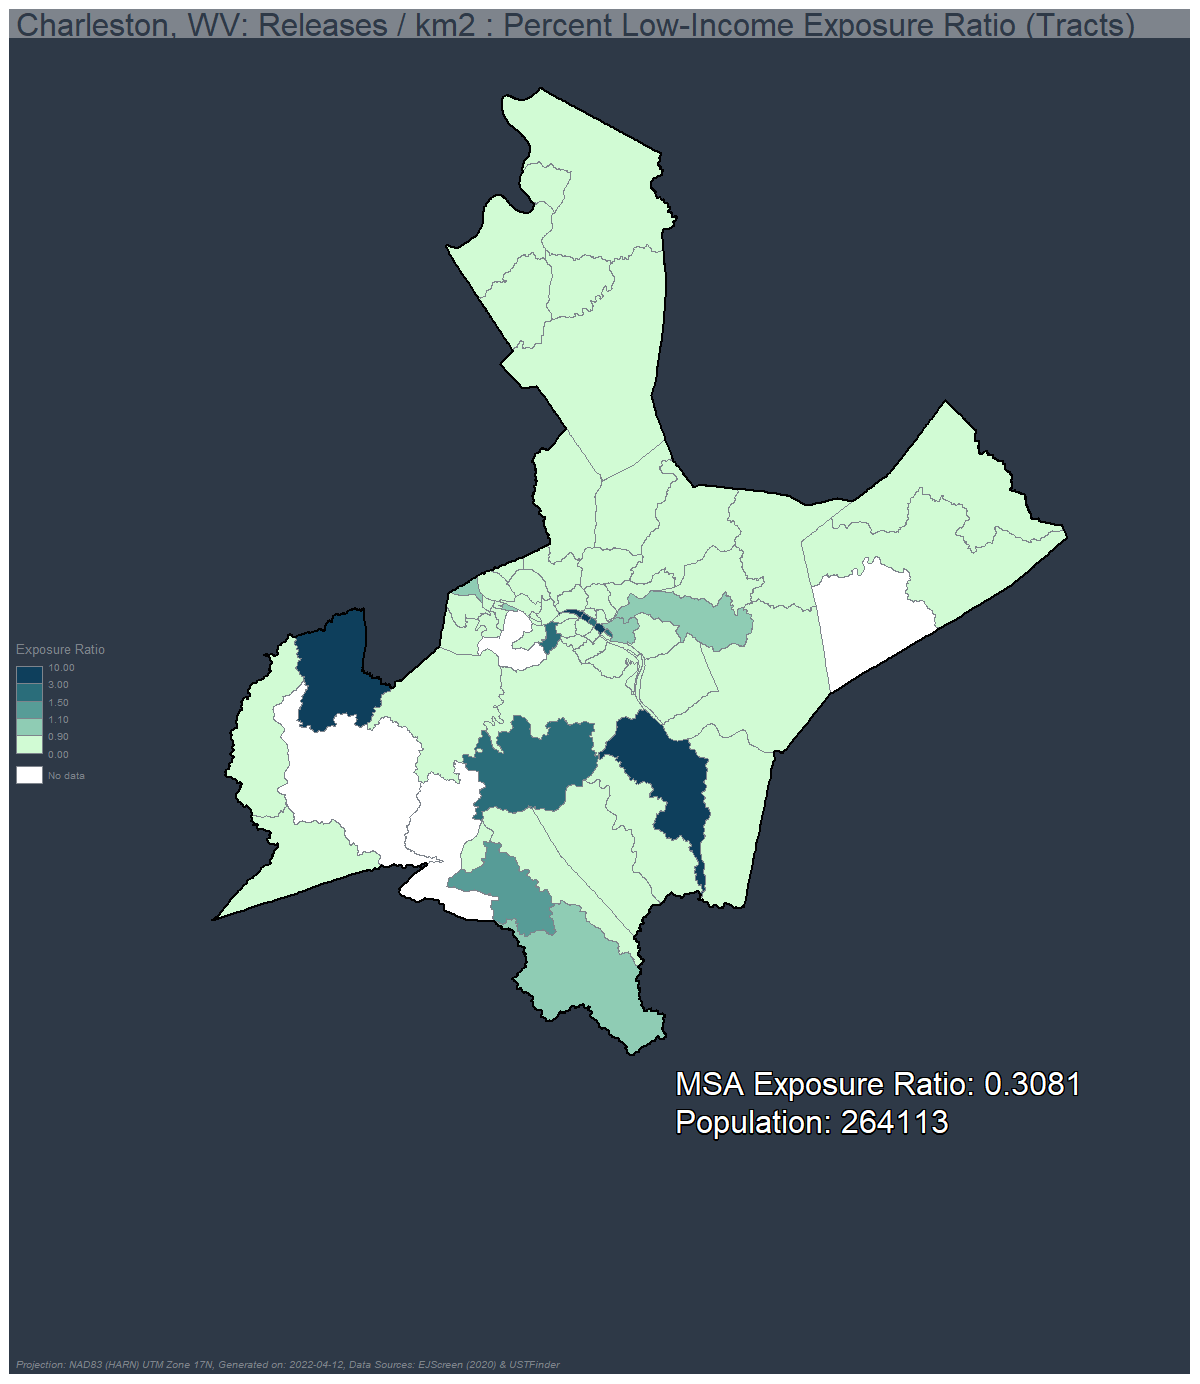 Charleston, WV: Releases / km2 : Percent Low-Income Exposure Ratio (Tracts)
Exposure Ratio
10.00
3.00
1.50
1.10
0.90
0.00
No data
MSA Exposure Ratio: 0.3081
Population: 264113
Projection: NAD83 (HARN) UTM Zone 17N, Generated on: 2022-04-12, Data Sources: EJScreen (2020) & USTFinder